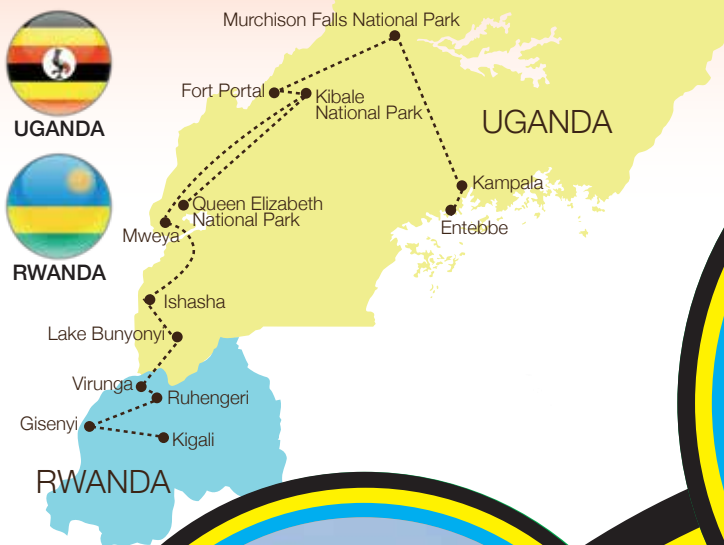 Murchison Falls National Park
UGANDA
Fort Portal
Kibale
National Park
UGANDA
Kampala
Entebbe
RWANDA
Queen Elizabeth
National Park
Mweya
Ishasha
Lake Bunyonyi
Virunga
Ruhengeri
Gisenyi
Kigali
RWANDA